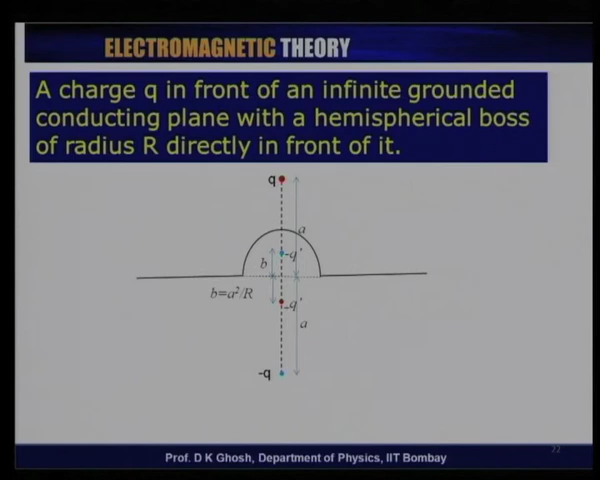 ELECTROMAGNETIC THEORY
A charge q in front of an infinite grounded
conducting plane with a hemispherical boss
of radius R directly in front of it.
q
a
-q'
b
b=a²/R
-q'
a
-q
22
Prof. D K Ghosh, Department of Physics, IIT Bombay